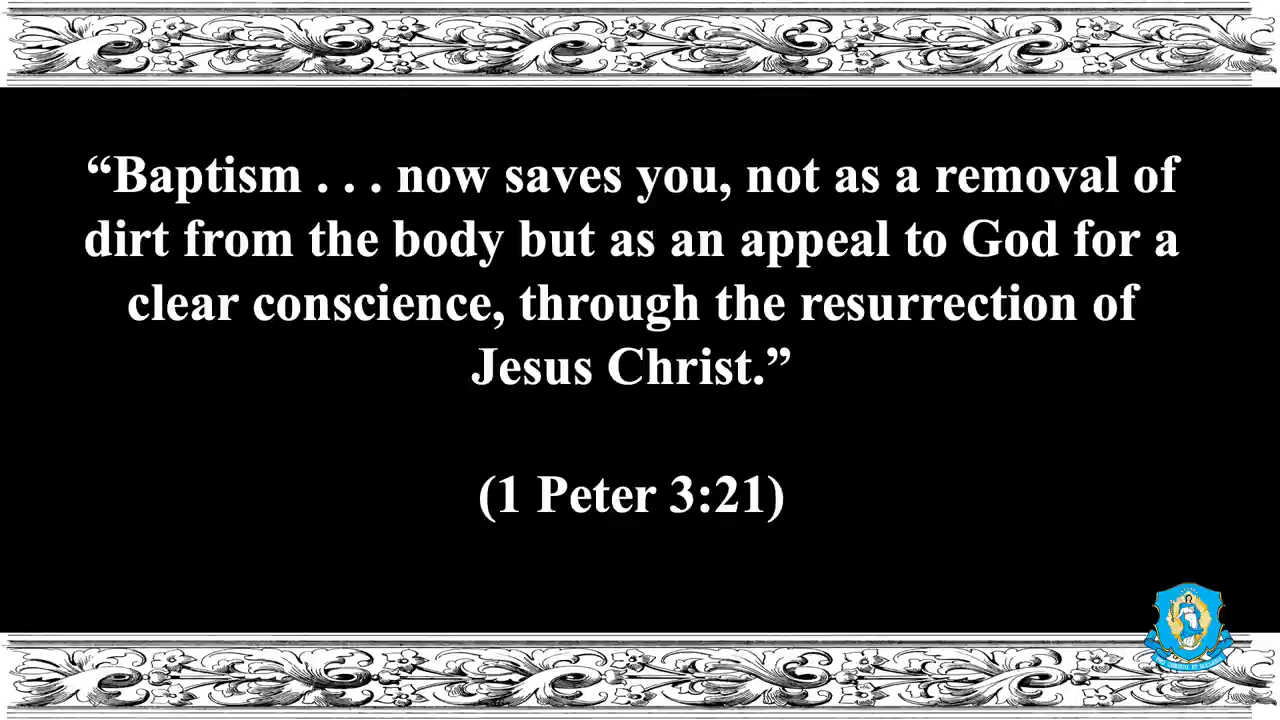 “Baptism . . . now saves you, not as a removal of
dirt from the body but as an appeal to God for a
clear conscience, through the resurrection of
Jesus Christ.”
(1 Peter 3:21)